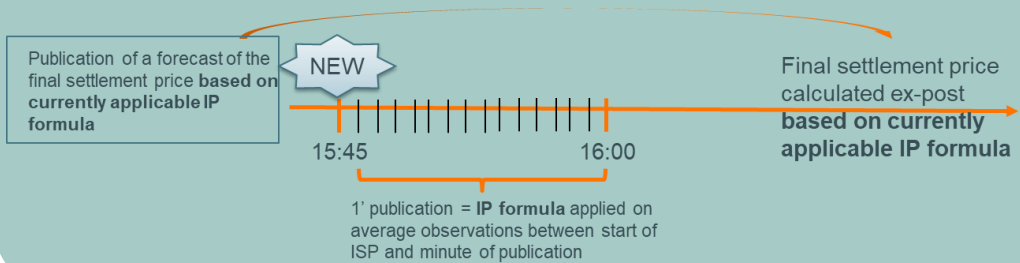 Publication of a forecast of the
final settlement price based on
currently applicable IP
formula
NEW
Final settlement price
calculated ex-post
based on currently
applicable IP formula
15:45
16:00
1' publication = IP formula applied on
average observations between start of
ISP and minute of publication